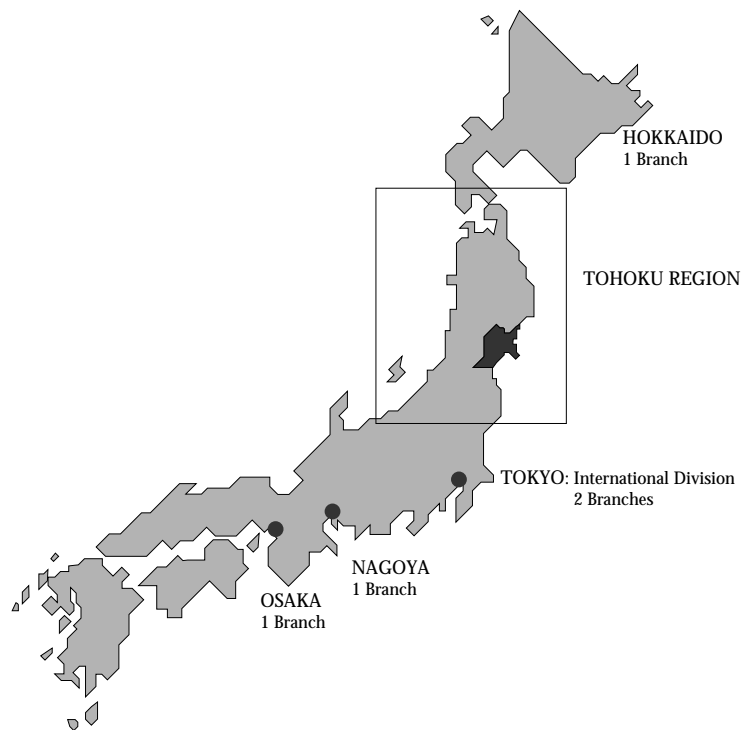 HOKKAIDO
1 Branch
TOHOKU REGION
TOKYO: International Division
2 Branches
NAGOYA
1 Branch
OSAKA
1 Branch